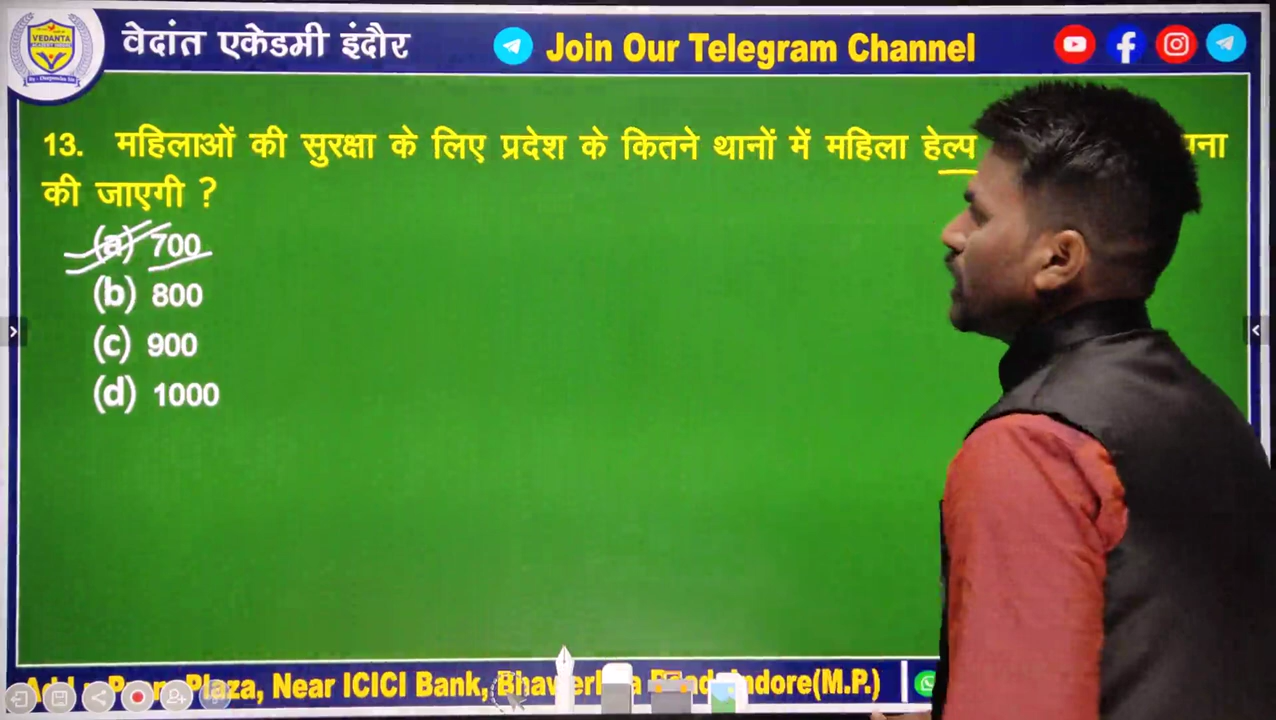 VEDANTA
वेदांत एकेडमी इंदौर
Join Our Telegram Channel
13. महिलाओं की सुरक्षा के लिए प्रदेश के कितने थानों में महिला हेल्प
की जाएगी ?
(a) 700
(b) 800
(c) 900
(d) 1000
Plaza, Near ICICI Bank, Indore(M.P.)